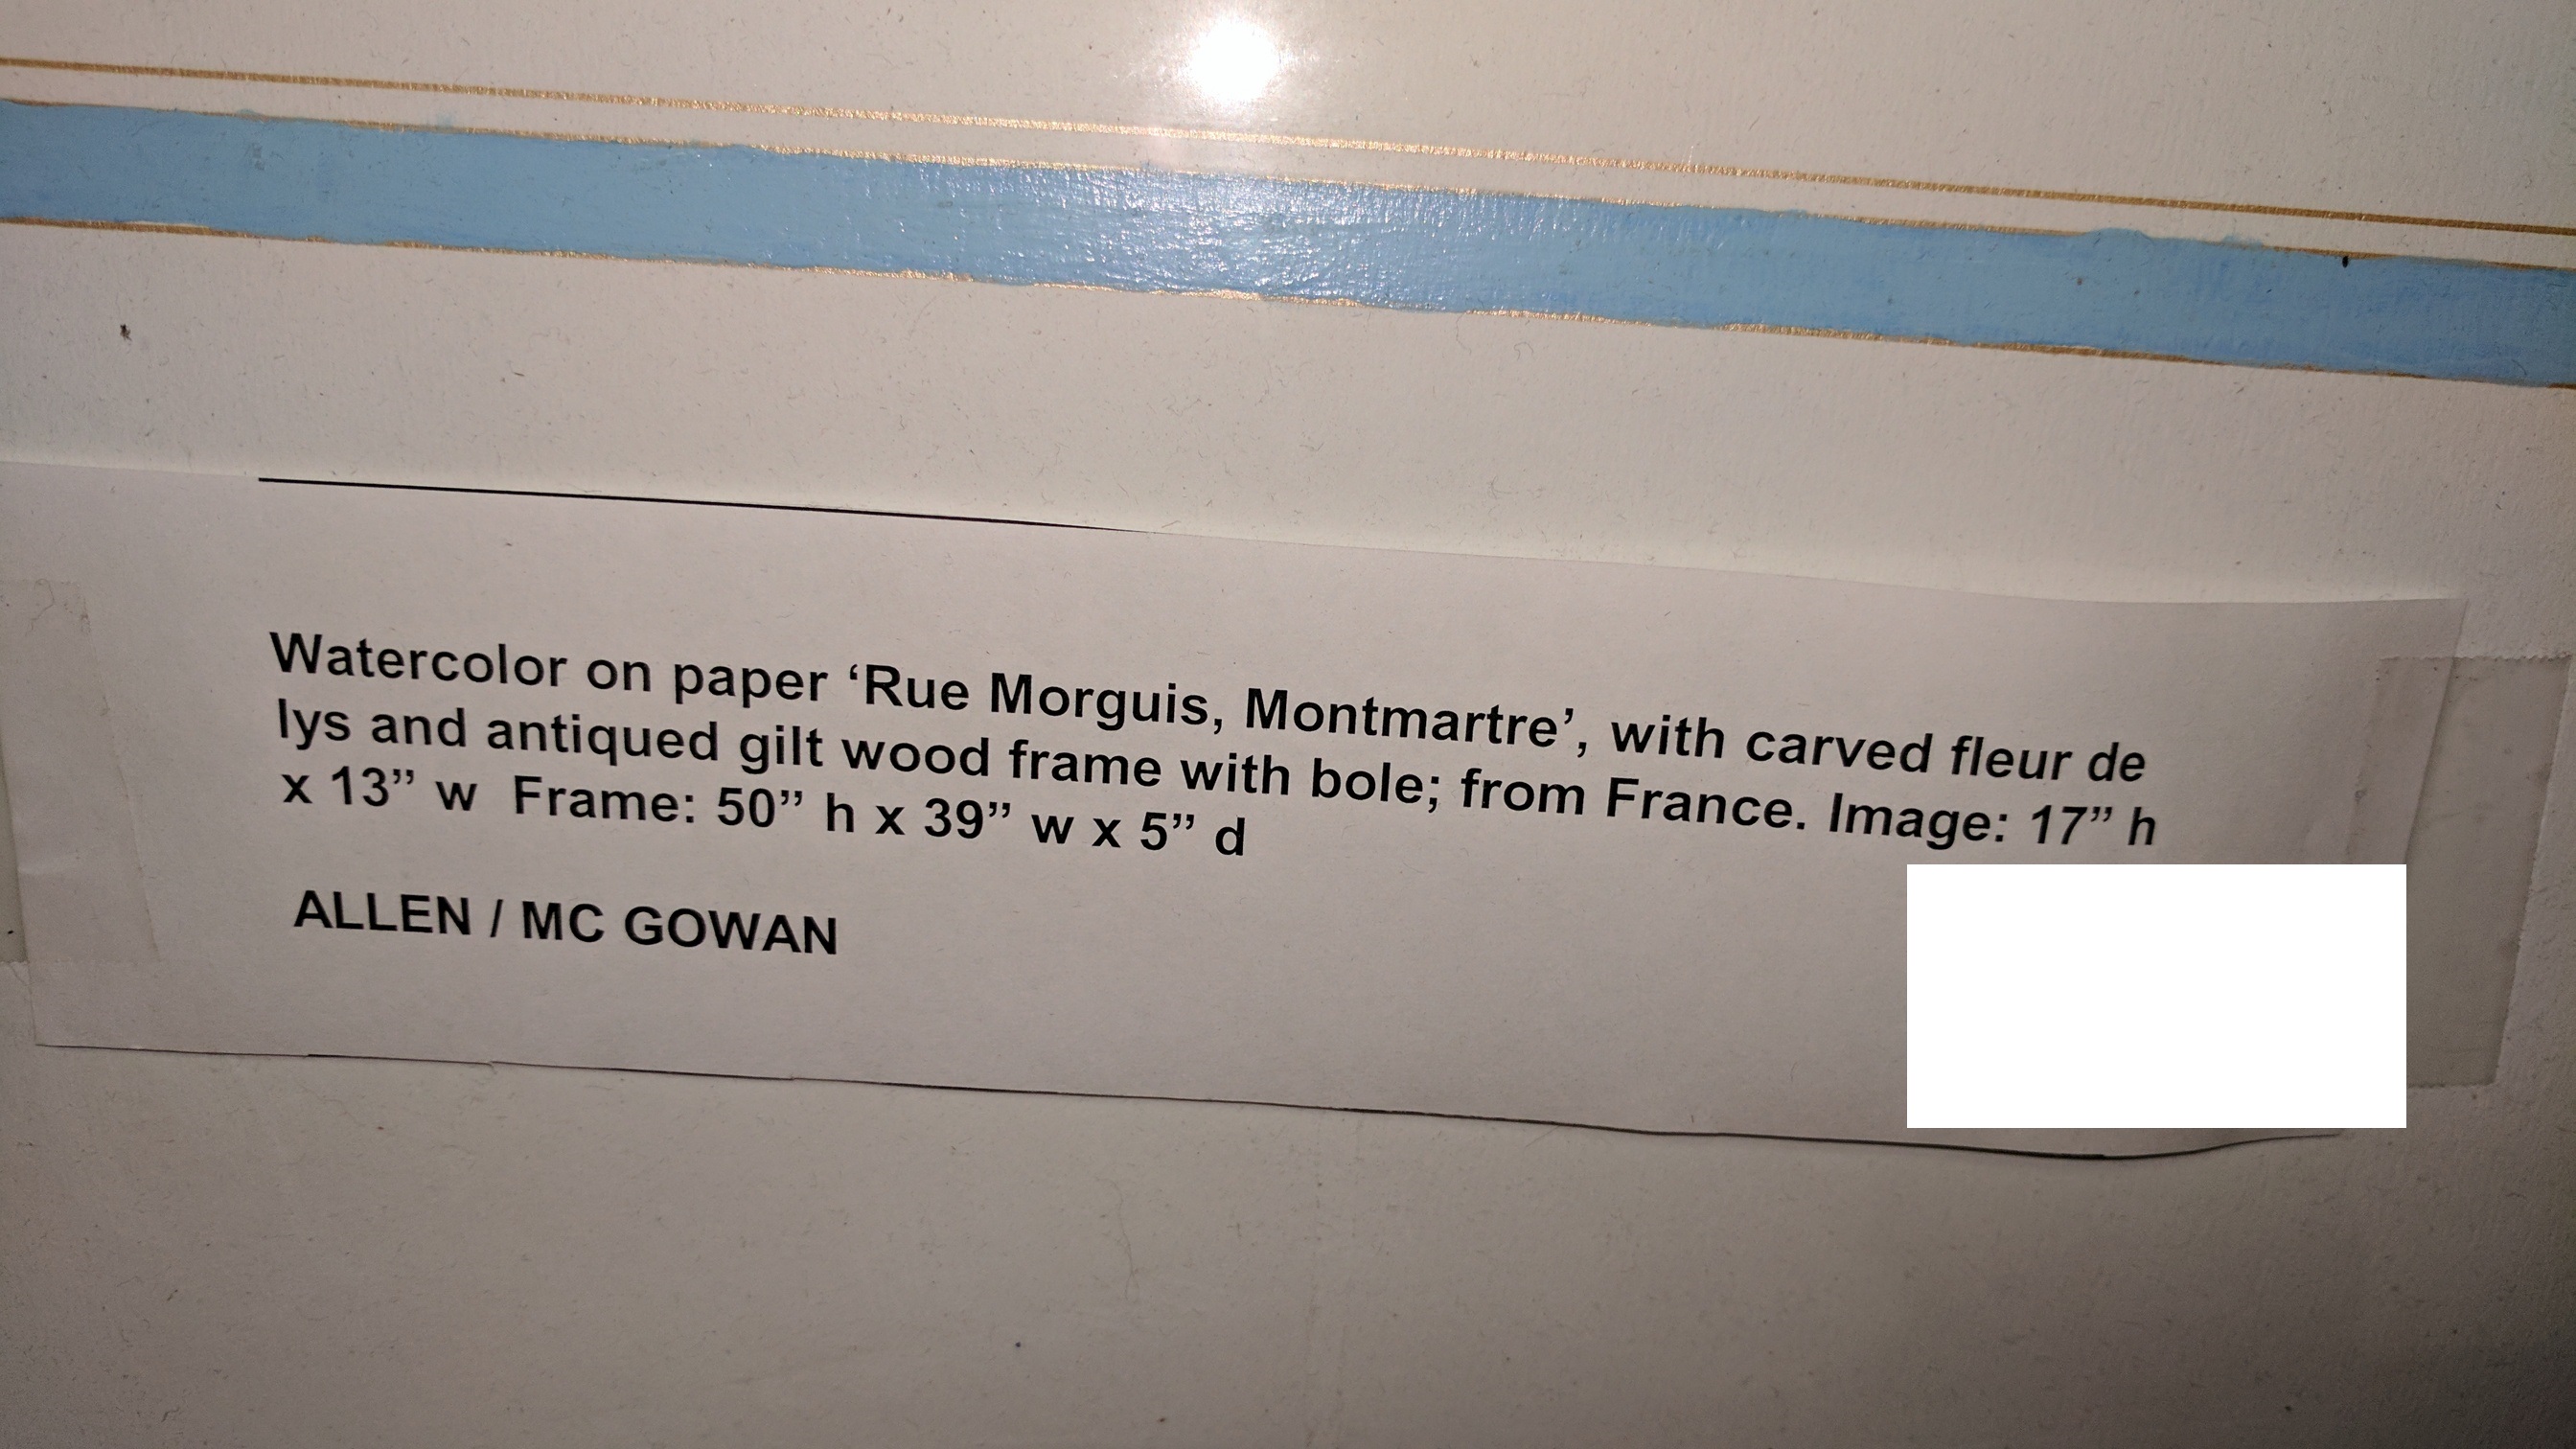 Watercolor on paper ‘Rue Morguis, Montmartre’, with carved fleur de
lys and antiqued gilt wood frame with bole; from France. Image: 17” h
x 13” w  Frame: 50” h x 39” w x 5” d
ALLEN / MC GOWAN